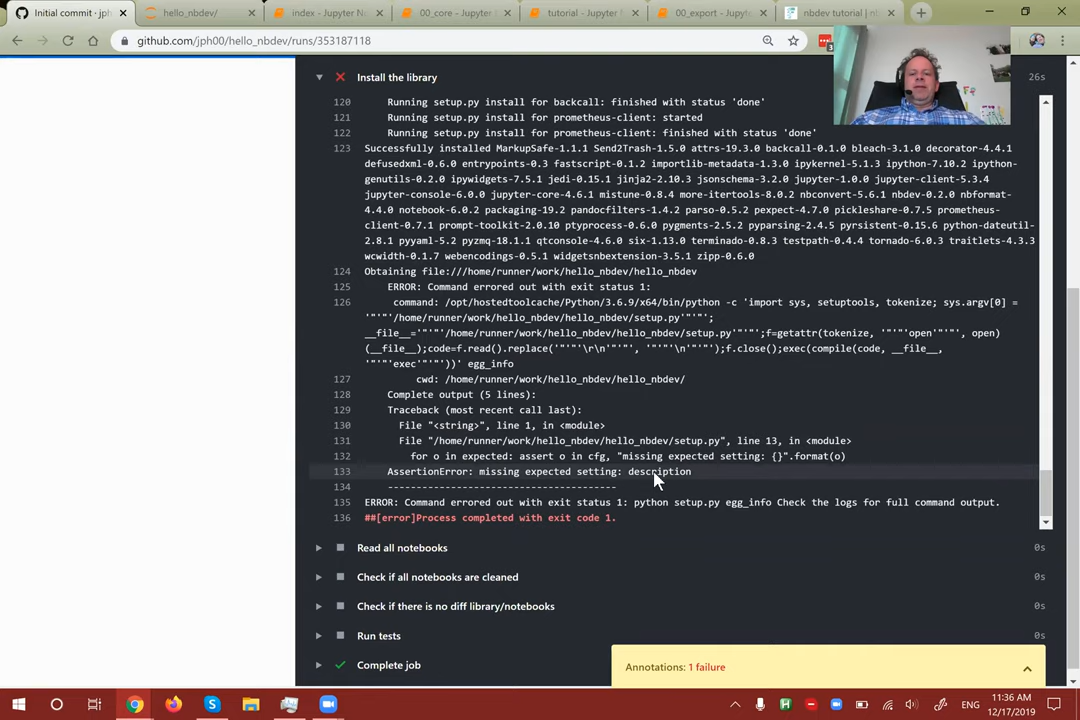 Initial commit · jph
hello_nbdev/
index - Jupyter N
00_core - Jupyter
tutorial - Jupyter N
00_export - Jupyte
nbdev tutorial | nb
github.com/jph00/hello_nbdev/runs/353187118
3
Install the library
26s
120 Running setup.py install for backcall: finished with status 'done'
121 Running setup.py install for prometheus-client: started
122 Running setup.py install for prometheus-client: finished with status 'done'
123 Successfully installed MarkupSafe-1.1.1 Send2Trash-1.5.0 attrs-19.3.0 backcall-0.1.0 bleach-3.1.0 decorator-4.4.1
defusedxml-0.6.0 entrypoints-0.3 fastscript-0.1.2 importlib-metadata-1.3.0 ipykernel-5.1.3 ipython-7.10.2 ipython-
genutils-0.2.0 ipywidgets-7.5.1 jedi-0.15.1 jinja2-2.10.3 jsonschema-3.2.0 jupyter-1.0.0 jupyter-client-5.3.4
jupyter-console-6.0.0 jupyter-core-4.6.1 mistune-0.8.4 more-itertools-8.0.2 nbconvert-5.6.1 nbdev-0.2.0 nbformat-
4.4.0 notebook-6.0.2 packaging-19.2 pandocfilters-1.4.2 parso-0.5.2 pexpect-4.7.0 pickleshare-0.7.5 prometheus-
client-0.7.1 prompt-toolkit-2.0.10 ptyprocess-0.6.0 pygments-2.5.2 pyparsing-2.4.5 pyrsistent-0.15.6 python-dateutil-
2.8.1 pyyaml-5.2 pyzmq-18.1.1 qtconsole-4.6.0 six-1.13.0 terminado-0.8.3 testpath-0.4.4 tornado-6.0.3 traitlets-4.3.3
wcwidth-0.1.7 webencodings-0.5.1 widgetsnbextension-3.5.1 zipp-0.6.0
124 Obtaining file:///home/runner/work/hello_nbdev/hello_nbdev
125 ERROR: Command errored out with exit status 1:
126 command: /opt/hostedtoolcache/Python/3.6.9/x64/bin/python -c 'import sys, setuptools, tokenize; sys.argv[0] =
'"'"'/home/runner/work/hello_nbdev/hello_nbdev/setup.py'"'"';
__file__='"'"'/home/runner/work/hello_nbdev/hello_nbdev/setup.py'"'"';f=getattr(tokenize, '"'"'open'"'"', open)
(__file__);code=f.read().replace('"'"'\r\n'"'"', '"'"'\n'"'"');f.close();exec(compile(code, __file__,
'"'"'exec'"'"'))' egg_info
127 cwd: /home/runner/work/hello_nbdev/hello_nbdev/
128 Complete output (5 lines):
129 Traceback (most recent call last):
130 File "<string>", line 1, in <module>
131 File "/home/runner/work/hello_nbdev/hello_nbdev/setup.py", line 13, in <module>
132 for o in expected: assert o in cfg, "missing expected setting: {}".format(o)
133 AssertionError: missing expected setting: description
134 ----------------------------------------
135 ERROR: Command errored out with exit status 1: python setup.py egg_info Check the logs for full command output.
136 ##[error]Process completed with exit code 1.
Read all notebooks
0s
Check if all notebooks are cleaned
0s
Check if there is no diff library/notebooks
0s
Run tests
0s
Complete job
Annotations: 1 failure
ENG
11:36 AM
12/17/2019